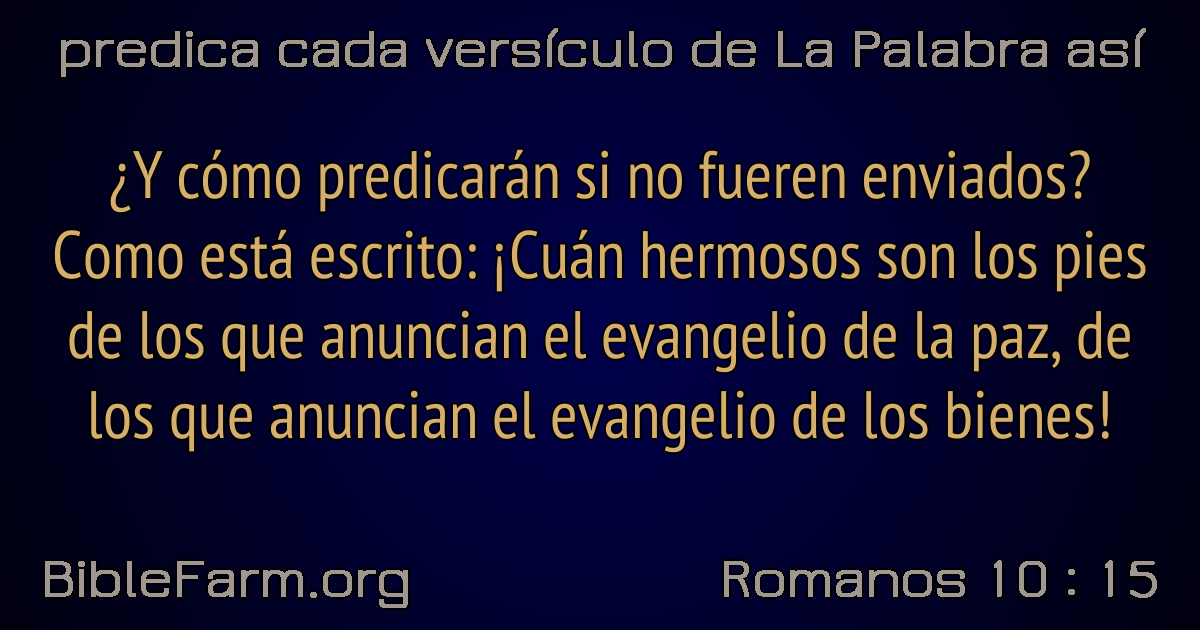 predica cada versículo de La Palabra así
¿Y cómo predicarán si no fueren enviados?
Como está escrito: ¡Cuán hermosos son los pies
de los que anuncian el evangelio de la paz, de
los que anuncian el evangelio de los bienes!
BibleFarm.org
Romanos 10 : 15